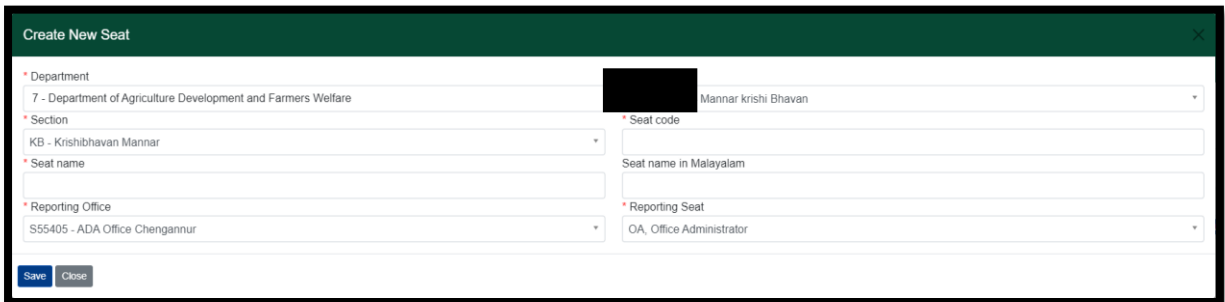 Create New Seat
* Department
7 - Department of Agriculture Development and Farmers Welfare
Mannar krishi Bhavan
* Section
* Seat code
KB - Krishibhavan Mannar
* Seat name
Seat name in Malayalam
* Reporting Office
* Reporting Seat
S55405 - ADA Office Chengannur
OA, Office Administrator
Save
Close